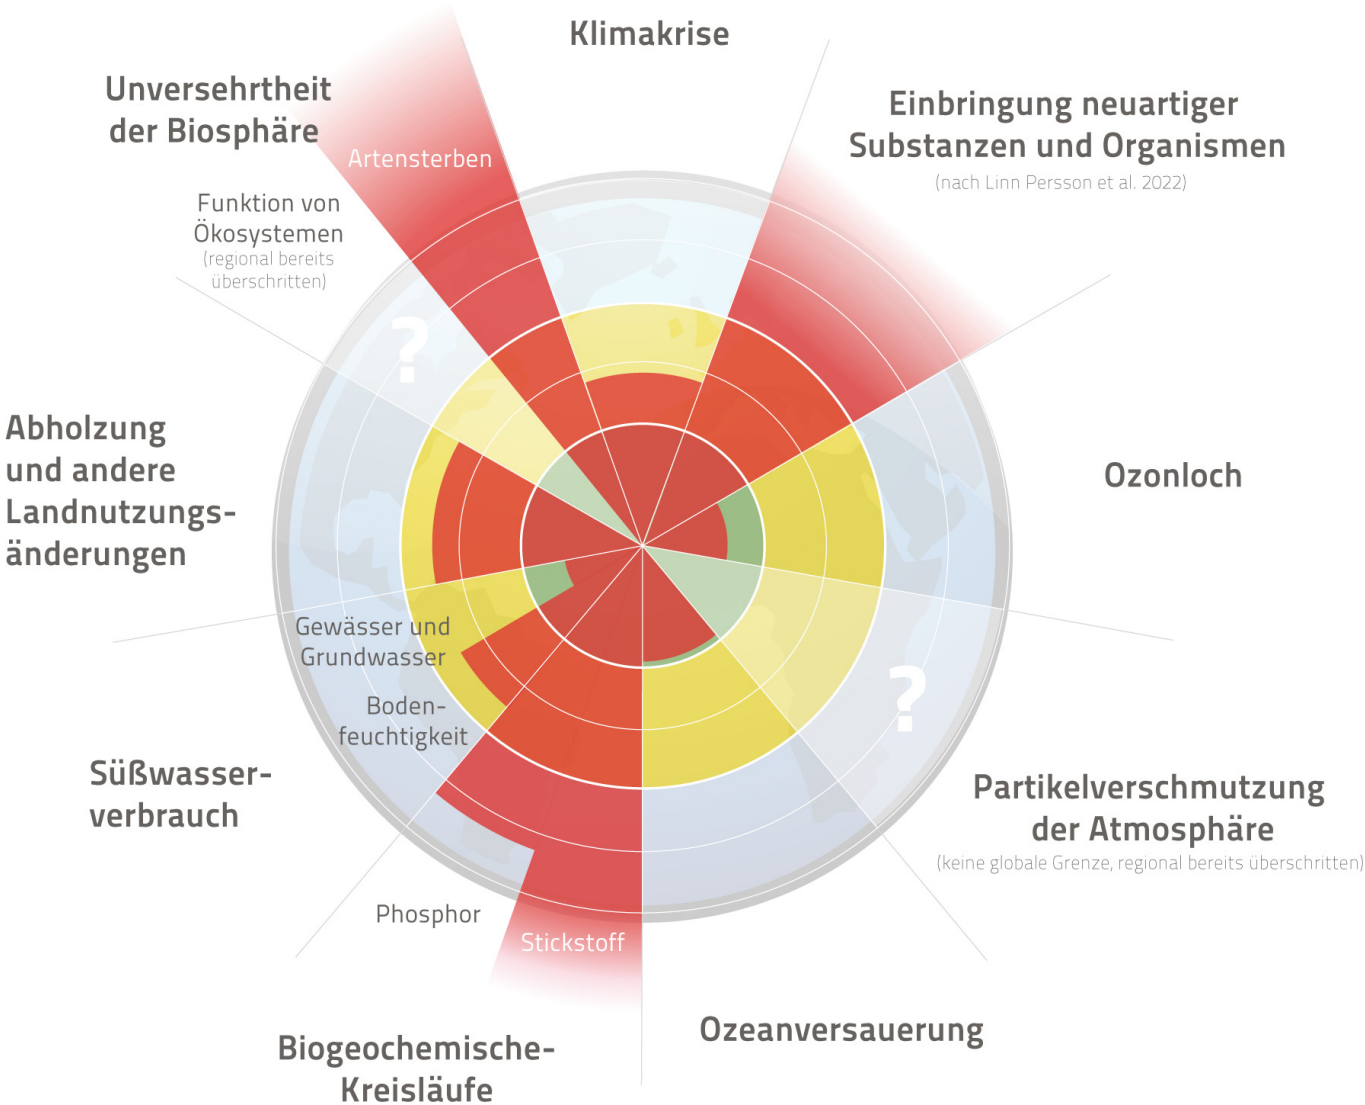 Klimakrise
Unversehrtheit
der Biosphäre
Artensterben
Funktion von
Ökosystemen
(regional bereits
überschritten)
?
Einbringung neuartiger
Substanzen und Organismen
(nach Linn Persson et al. 2022)
Ozonloch
Abholzung
und andere
Landnutzungs-
änderungen
Gewässer und
Grundwasser
Boden-
feuchtigkeit
Süßwasser-
verbrauch
?
Partikelverschmutzung
der Atmosphäre
(keine globale Grenze, regional bereits überschritten)
Phosphor
Stickstoff
Biogeochemische-
Kreisläufe
Ozeanversauerung